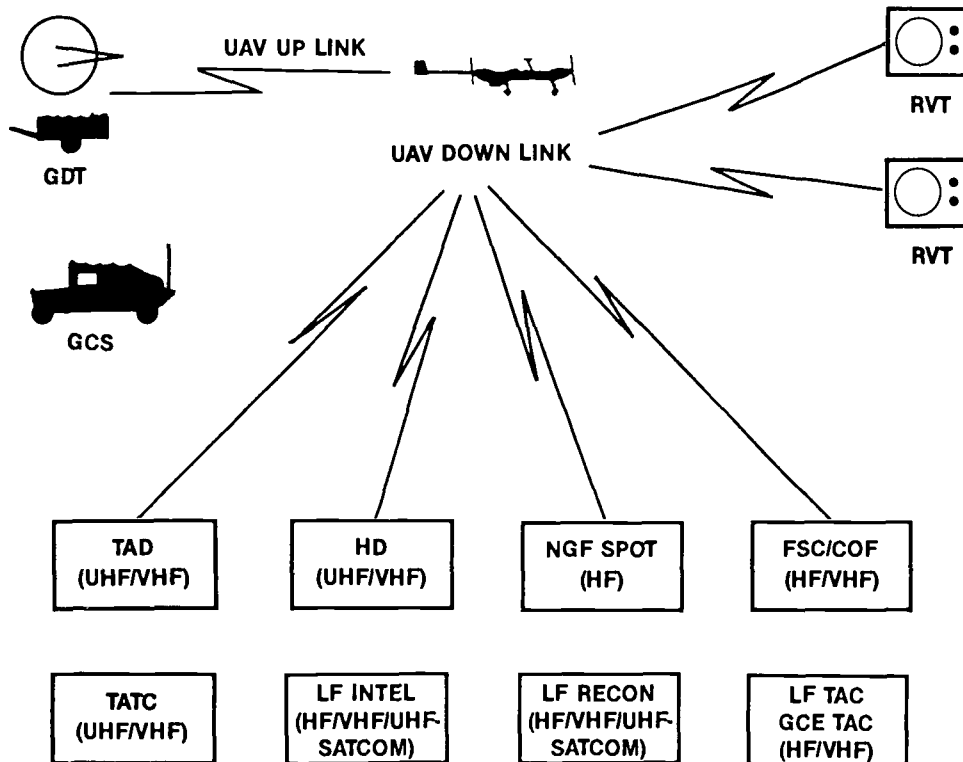 UAV UP LINK
RVT
GDT
UAV DOWN LINK
RVT
GCS
TAD
(UHF/VHF)
HD
(UHF/VHF)
NGF SPOT
(HF)
FSC/COF
(HF/VHF)
TATC
(UHF/VHF)
LF INTEL
(HF/VHF/UHF-
SATCOM)
LF RECON
(HF/VHF/UHF-
SATCOM)
LF TAC
GCE TAC
(HF/VHF)